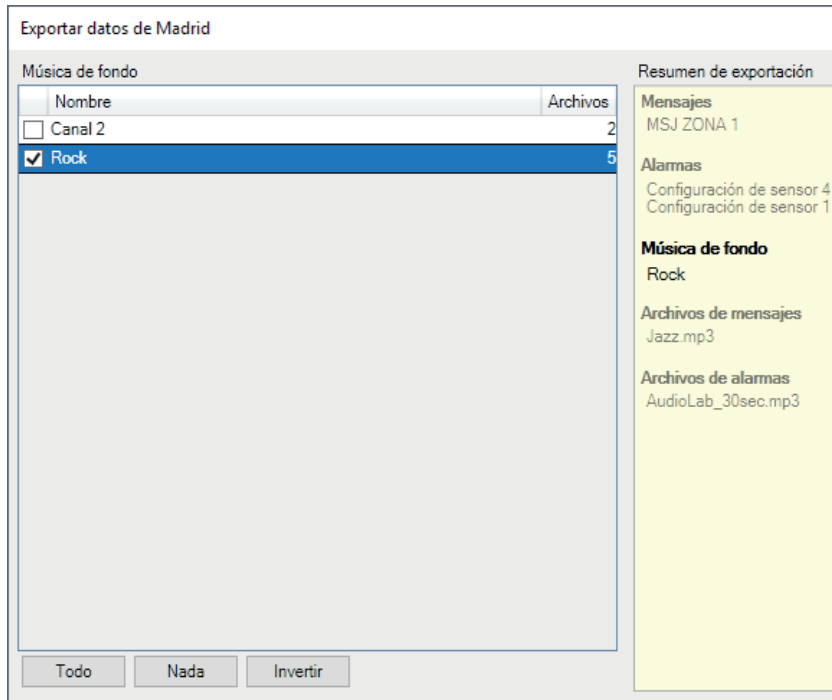 Exportar datos de Madrid
Música de fondo
Nombre Archivos
Canal 2 2
Rock 5
Todo Nada Invertir
Resumen de exportación
Mensajes
MSJ ZONA 1
Alarmas
Configuración de sensor 4
Configuración de sensor 1
Música de fondo
Rock
Archivos de mensajes
Jazz.mp3
Archivos de alarmas
AudioLab_30sec.mp3